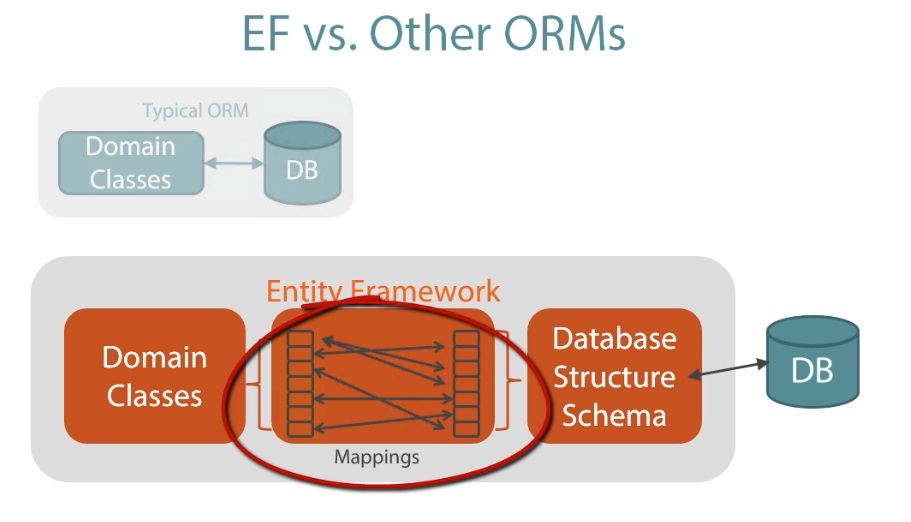 EF vs. Other ORMs
Typical ORM
Domain
Classes
DB
Entity Framework
Domain
Classes
Mappings
Database
Structure
Schema
DB